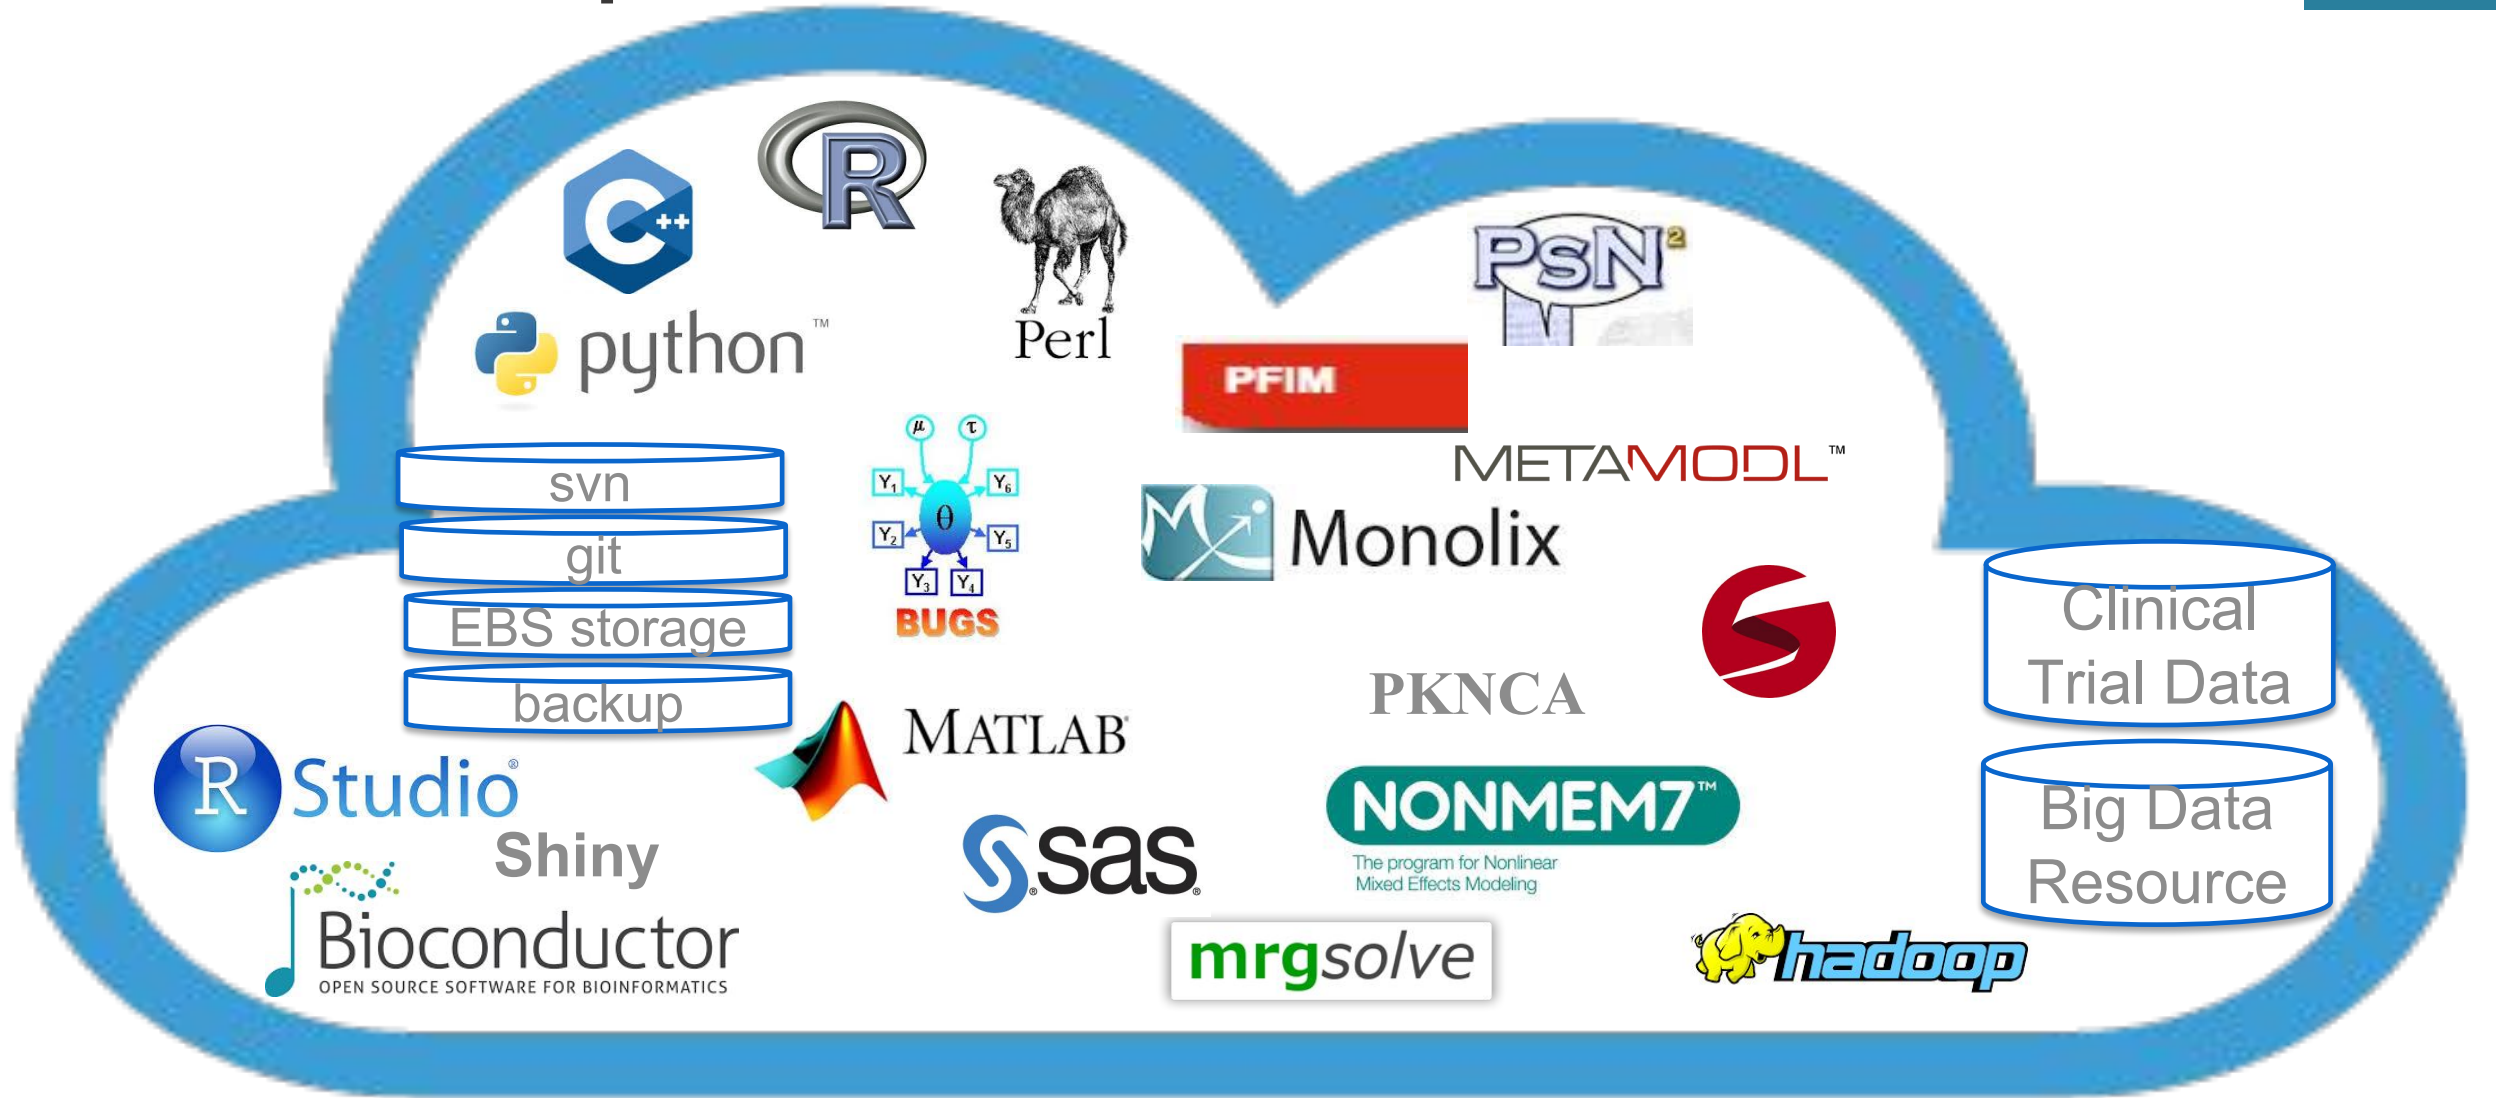 R
C++
python™
Perl
PsN²
PFIM
svn
git
EBS storage
backup
μ τ
Y1 Y6
θ
Y2 Y5
Y3 Y4
BUGS
METAMODL™
Monolix
S
PKNCA
Clinical
Trial Data
Big Data
Resource
MATLAB®
R Studio®
Shiny
Bioconductor
OPEN SOURCE SOFTWARE FOR BIOINFORMATICS
sas®
NONMEM7™
The program for Nonlinear
Mixed Effects Modeling
mrgsolve
hadoop